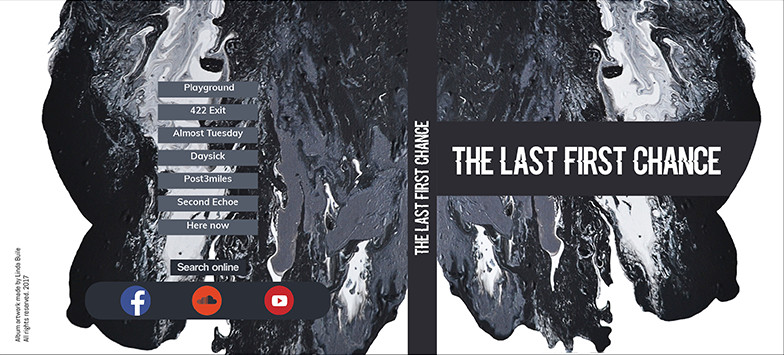 Playground
422 Exit
Almost Tuesday
Daysick
Post3miles
Second Echoe
Here now
Search online
Album artwork made by Linda Buile
All rights reserved. 2017
THE LAST FIRST CHANCE
THE LAST FIRST CHANCE